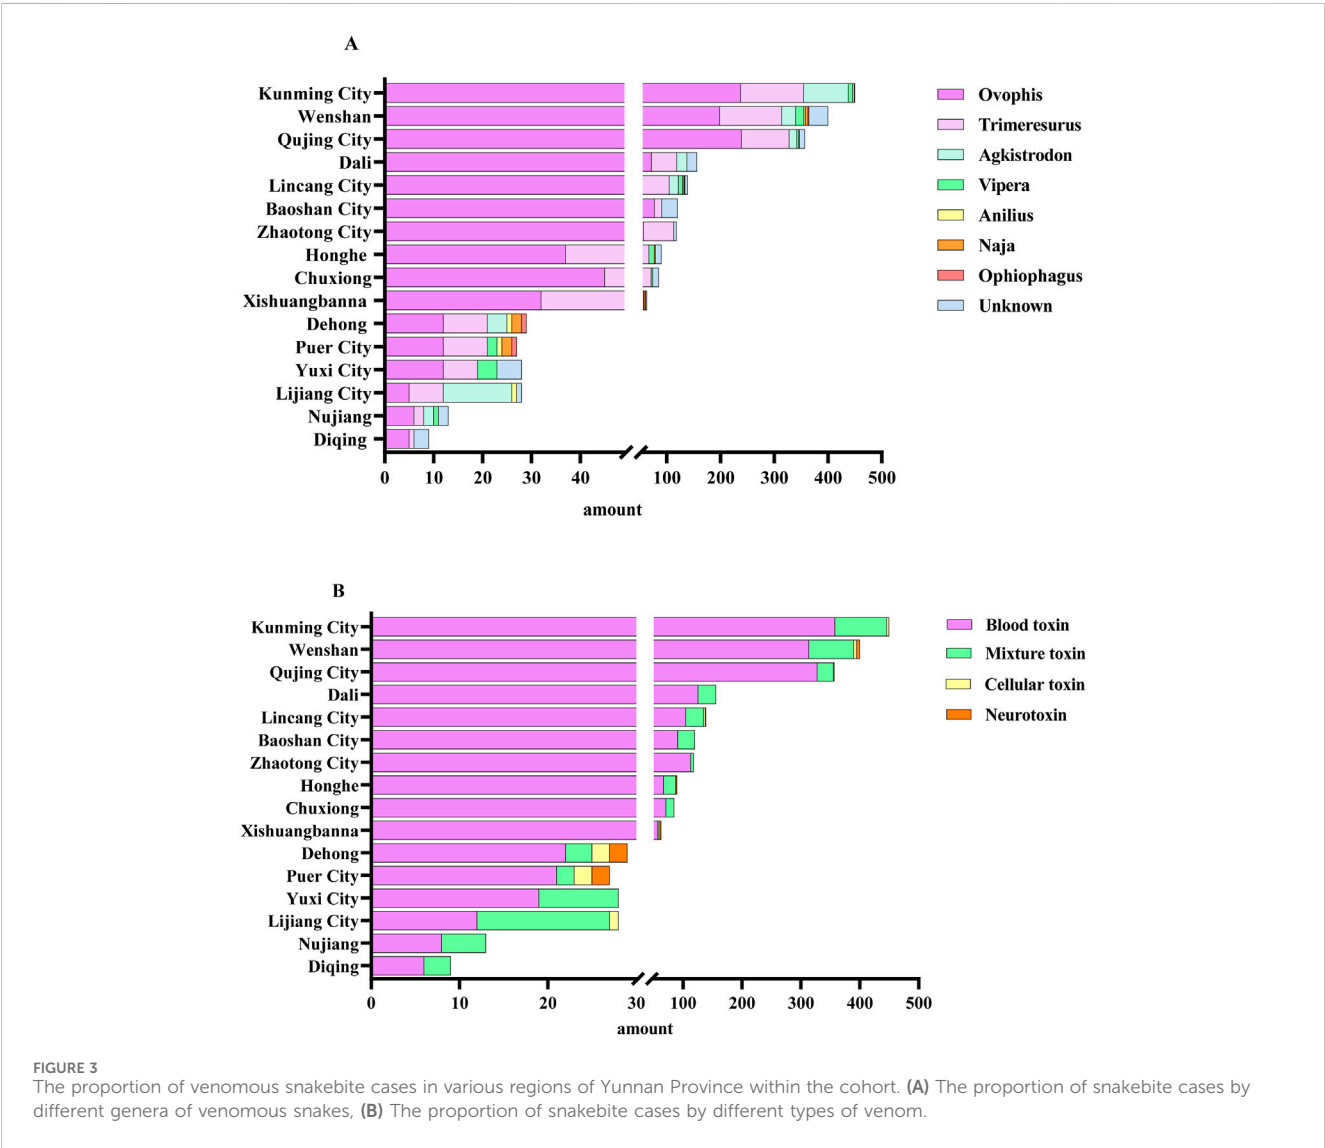 A
Kunming City
Wenshan
Qujing City
Dali
Lincang City
Baoshan City
Zhaotong City
Honghe
Chuxiong
Xishuangbanna
Dehong
Puer City
Yuxi City
Lijiang City
Nujiang
Diqing
0 10 20 30 40 100 200 300 400 500
amount
Ovophis
Trimeresurus
Agkistrodon
Vipera
Anilius
Naja
Ophiophagus
Unknown
B
Kunming City
Wenshan
Qujing City
Dali
Lincang City
Baoshan City
Zhaotong City
Honghe
Chuxiong
Xishuangbanna
Dehong
Puer City
Yuxi City
Lijiang City
Nujiang
Diqing
0 10 20 30 100 200 300 400 500
amount
Blood toxin
Mixture toxin
Cellular toxin
Neurotoxin
FIGURE 3
The proportion of venomous snakebite cases in various regions of Yunnan Province within the cohort. (A) The proportion of snakebite cases by
different genera of venomous snakes, (B) The proportion of snakebite cases by different types of venom.